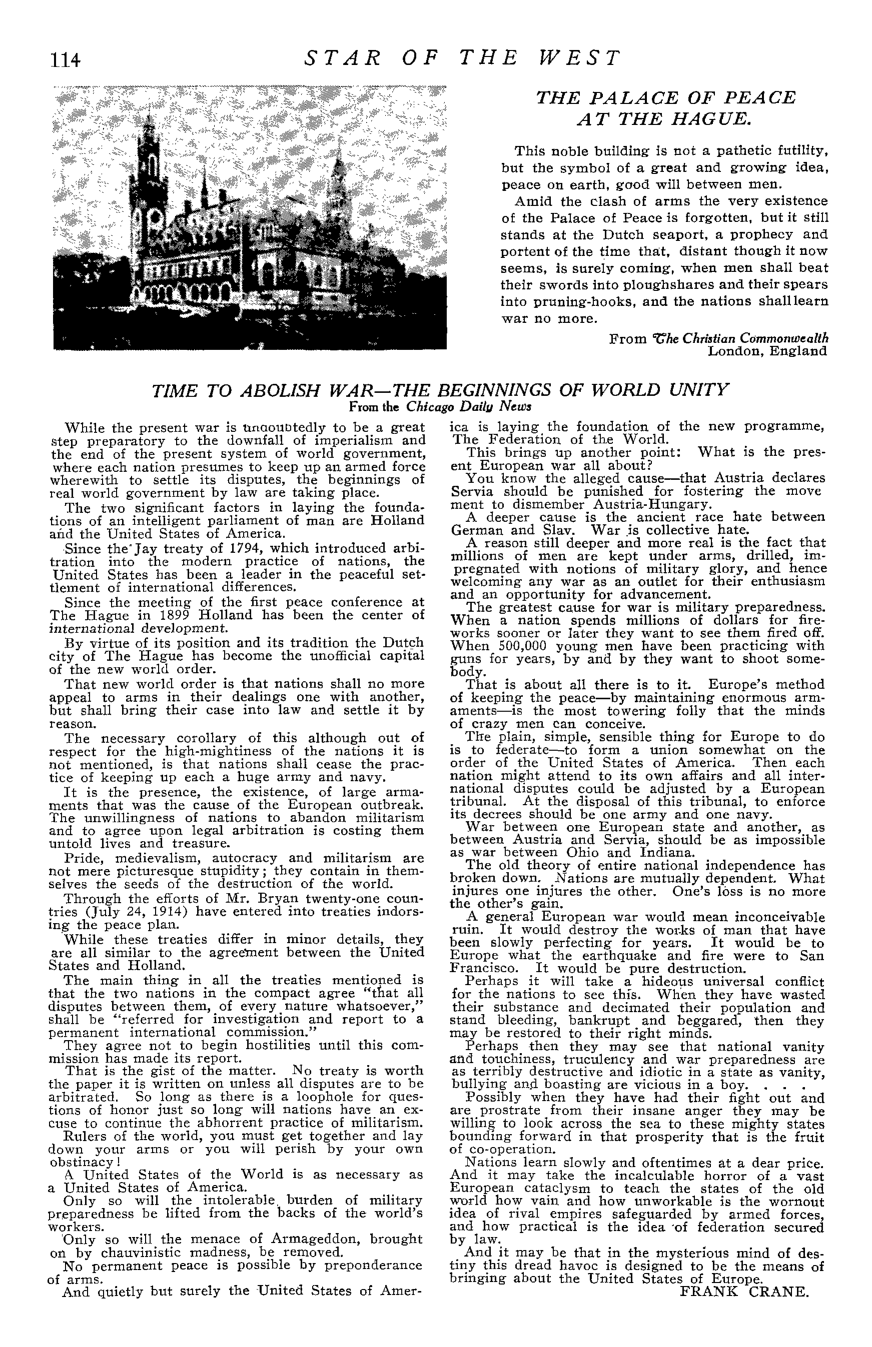 114
STAR OF THE WEST
THE PALACE OF PEACE
AT THE HAGUE.
This noble building is not a pathetic futility,
but the symbol of a great and growing idea,
peace on earth, good will between men.
Amid the clash of arms the very existence
of the Palace of Peace is forgotten, but it still
stands at the Dutch seaport, a prophecy and
portent of the time that, distant though it now
seems, is surely coming, when men shall beat
their swords into ploughshares and their spears
into pruning-hooks, and the nations shall learn
war no more.
From The Christian Commonwealth
London, England
TIME TO ABOLISH WAR—THE BEGINNINGS OF WORLD UNITY
From the Chicago Daily News
While the present war is undoubtedly to be a great
step preparatory to the downfall of imperialism and
the end of the present system of world government,
where each nation presumes to keep up an armed force
wherewith to settle its disputes, the beginnings of
real world government by law are taking place.
The two significant factors in laying the founda-
tions of an intelligent parliament of man are Holland
and the United States of America.
Since the Jay treaty of 1794, which introduced arbi-
tration into the modern practice of nations, the
United States has been a leader in the peaceful set-
tlement of international differences.
Since the meeting of the first peace conference at
The Hague in 1899 Holland has been the center of
international development.
By virtue of its position and its tradition the Dutch
city of The Hague has become the unofficial capital
of the new world order.
That new world order is that nations shall no more
appeal to arms in their dealings one with another,
but shall bring their case into law and settle it by
reason.
The necessary corollary of this although out of
respect for the high-mightiness of the nations it is
not mentioned, is that nations shall cease the prac-
tice of keeping up each a huge army and navy.
It is the presence, the existence, of large arma-
ments that was the cause of the European outbreak.
The unwillingness of nations to abandon militarism
and to agree upon legal arbitration is costing them
untold lives and treasure.
Pride, medievalism, autocracy and militarism are
not mere picturesque stupidity; they contain in them-
selves the seeds of the destruction of the world.
Through the efforts of Mr. Bryan twenty-one coun-
tries (July 24, 1914) have entered into treaties indors-
ing the peace plan.
While these treaties differ in minor details, they
are all similar to the agreement between the United
States and Holland.
The main thing in all the treaties mentioned is
that the two nations in the compact agree "that all
disputes between them, of every nature whatsoever,"
shall be "referred for investigation and report to a
permanent international commission."
They agree not to begin hostilities until this com-
mission has made its report.
That is the gist of the matter. No treaty is worth
the paper it is written on unless all disputes are to be
arbitrated. So long as there is a loophole for ques-
tions of honor just so long will nations have an ex-
cuse to continue the abhorrent practice of militarism.
Rulers of the world, you must get together and lay
down your arms or you will perish by your own
obstinacy!
A United States of the World is as necessary as
a United States of America.
Only so will the intolerable burden of military
preparedness be lifted from the backs of the world's
workers.
Only so will the menace of Armageddon, brought
on by chauvinistic madness, be removed.
No permanent peace is possible by preponderance
of arms.
And quietly but surely the United States of Amer-
ica is laying the foundation of the new programme,
The Federation of the World.
This brings up another point: What is the pres-
ent European war all about?
You know the alleged cause—that Austria declares
Servia should be punished for fostering the move
ment to dismember Austria-Hungary.
A deeper cause is the ancient race hate between
German and Slav. War is collective hate.
A reason still deeper and more real is the fact that
millions of men are kept under arms, drilled, im-
pregnated with notions of military glory, and hence
welcoming any war as an outlet for their enthusiasm
and an opportunity for advancement.
The greatest cause for war is military preparedness.
When a nation spends millions of dollars for fire-
works sooner or later they want to see them fired off.
When 500,000 young men have been practicing with
guns for years, by and by they want to shoot some-
body.
That is about all there is to it. Europe's method
of keeping the peace—by maintaining enormous arm-
aments—is the most towering folly that the minds
of crazy men can conceive.
The plain, simple, sensible thing for Europe to do
is to federate—to form a union somewhat on the
order of the United States of America. Then each
nation might attend to its own affairs and all inter-
national disputes could be adjusted by a European
tribunal. At the disposal of this tribunal, to enforce
its decrees should be one army and one navy.
War between one European state and another, as
between Austria and Servia, should be as impossible
as war between Ohio and Indiana.
The old theory of entire national independence has
broken down. Nations are mutually dependent. What
injures one injures the other. One's loss is no more
the other's gain.
A general European war would mean inconceivable
ruin. It would destroy the works of man that have
been slowly perfecting for years. It would be to
Europe what the earthquake and fire were to San
Francisco. It would be pure destruction.
Perhaps it will take a hideous universal conflict
for the nations to see this. When they have wasted
their substance and decimated their population and
stand bleeding, bankrupt and beggared, then they
may be restored to their right minds.
Perhaps then they may see that national vanity
and touchiness, truculency and war preparedness are
as terribly destructive and idiotic in a state as vanity,
bullying and boasting are vicious in a boy. . . . .
Possibly when they have had their fight out and
are prostrate from their insane anger they may be
willing to look across the sea to these mighty states
bounding forward in that prosperity that is the fruit
of co-operation.
Nations learn slowly and oftentimes at a dear price.
And it may take the incalculable horror of a vast
European cataclysm to teach the states of the old
world how vain and how unworkable is the wornout
idea of rival empires safeguarded by armed forces,
and how practical is the idea of federation secured
by law.
And it may be that in the mysterious mind of des-
tiny this dread havoc is designed to be the means of
bringing about the United States of Europe.
FRANK CRANE.